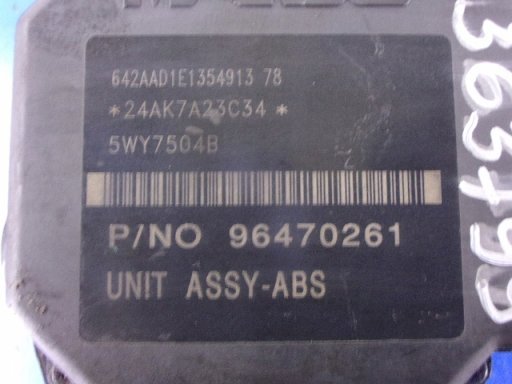 642AAD1E1354913 78
*24AK7A23C34*
5WY7504B
P/NO 96470261
UNIT ASSY-ABS